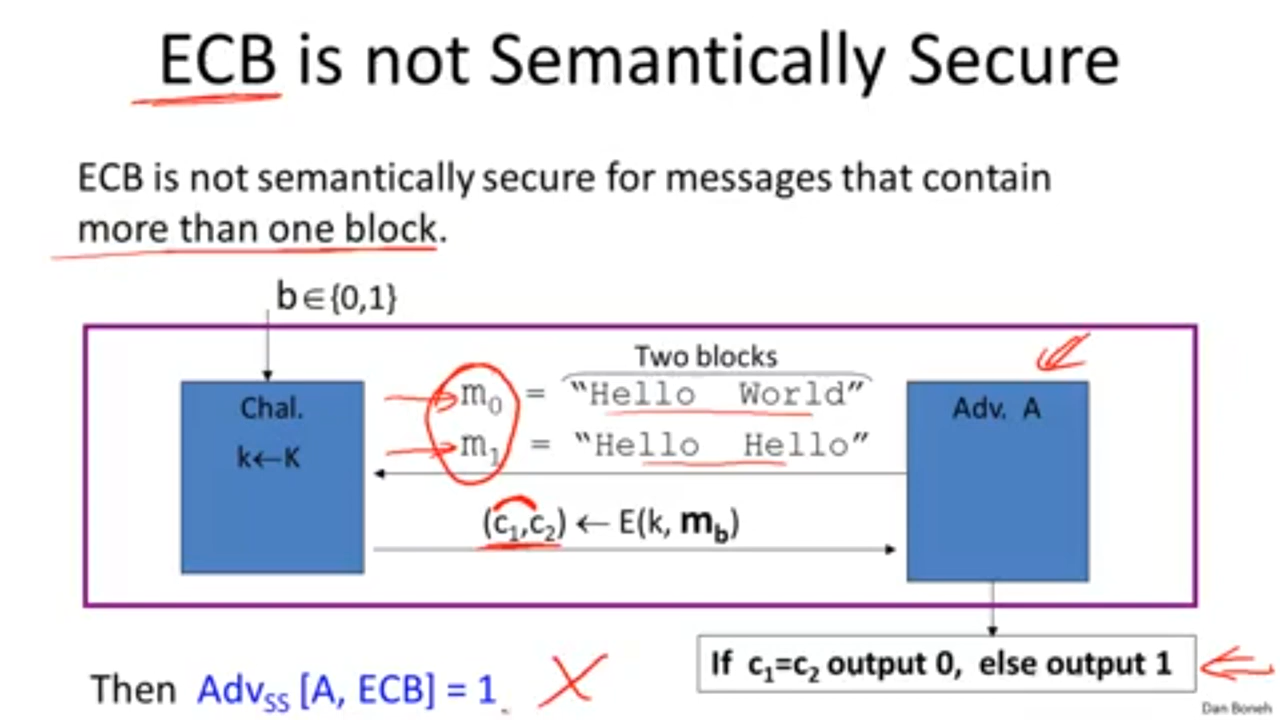 ECB is not Semantically Secure
ECB is not semantically secure for messages that contain
more than one block.
b∈{0,1}
Two blocks
Chal.
k←K
m₀ = “Hello World”
m₁ = “Hello Hello”
Adv. A
(c₁,c₂) ← E(k, m_b)
If c₁=c₂ output 0, else output 1
Then Adv_SS [A, ECB] = 1
Dan Boneh